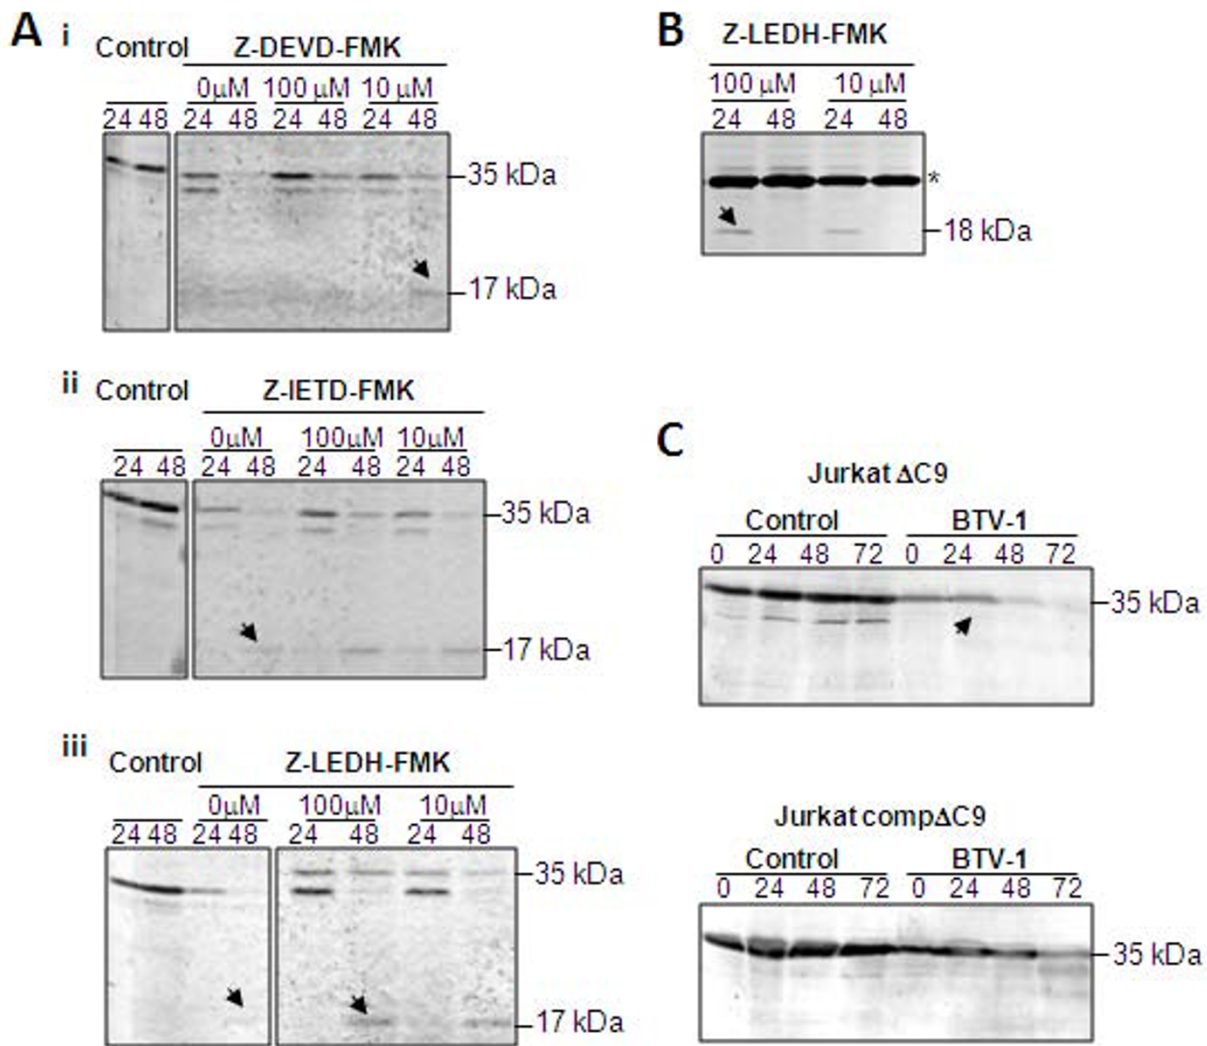 A i
Control Z-DEVD-FMK
0µM 100 µM 10 µM
24 48 24 48 24 48 24 48
35 kDa
17 kDa
ii Control Z-IETD-FMK
0µM 100µM 10µM
24 48 24 48 24 48 24 48
35 kDa
17 kDa
iii Control Z-LEDH-FMK
0µM 100µM 10µM
24 48 24 48 24 48 24 48
35 kDa
17 kDa
B
Z-LEDH-FMK
100 µM 10 µM
24 48 24 48
*
18 kDa
C
Jurkat ΔC9
Control BTV-1
0 24 48 72 0 24 48 72
35 kDa
Jurkat compΔC9
Control BTV-1
0 24 48 72 0 24 48 72
35 kDa